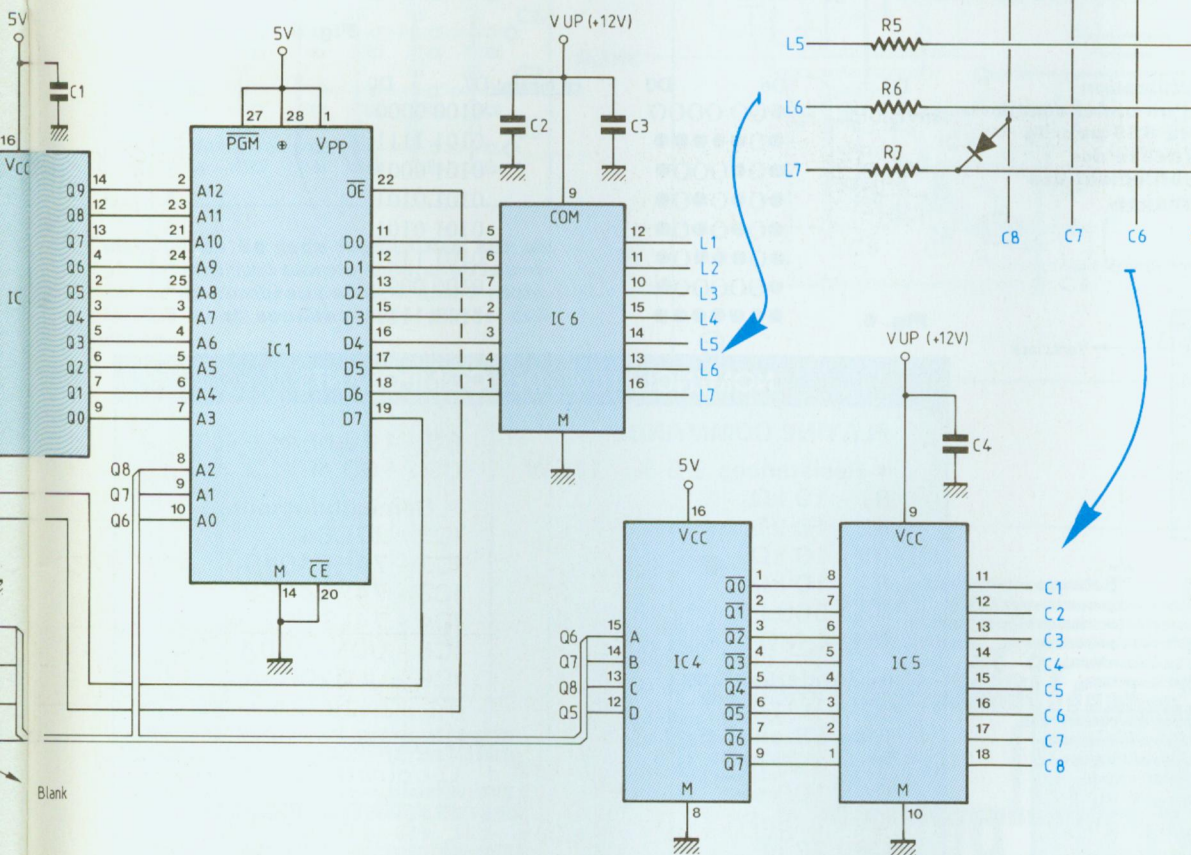 5V
C1
16
VCC
IC
Q9 14
Q8 12
Q7 13
Q6 4
Q5 2
Q4 3
Q3 5
Q2 6
Q1 7
Q0 9
5V
27 28 1
PGM VPP
2 A12
23 A11
21 A10
24 A9
25 A8
3 A7
4 A6
5 A5
6 A4
7 A3
Q8 8 A2
Q7 9 A1
Q6 10 A0
IC1
OE 22
D0 11
D1 12
D2 13
D3 15
D4 16
D5 17
D6 18
D7 19
M CE
14 20
V UP (+12V)
C2
C3
9
COM
5
6
7
2
3
4
1
IC6
12 L1
11 L2
10 L3
15 L4
14 L5
13 L6
16 L7
M
L5 R5
L6 R6
L7 R7
C8 C7 C6
V UP (+12V)
C4
5V
16
VCC
Q6 15 A
Q7 14 B
Q8 13 C
Q5 12 D
IC4
Q0 1
Q1 2
Q2 3
Q3 4
Q4 5
Q5 6
Q6 7
Q7 9
M
8
9
VCC
8
7
6
5
4
3
2
1
IC5
11 C1
12 C2
13 C3
14 C4
15 C5
16 C6
17 C7
18 C8
M
10
Blank